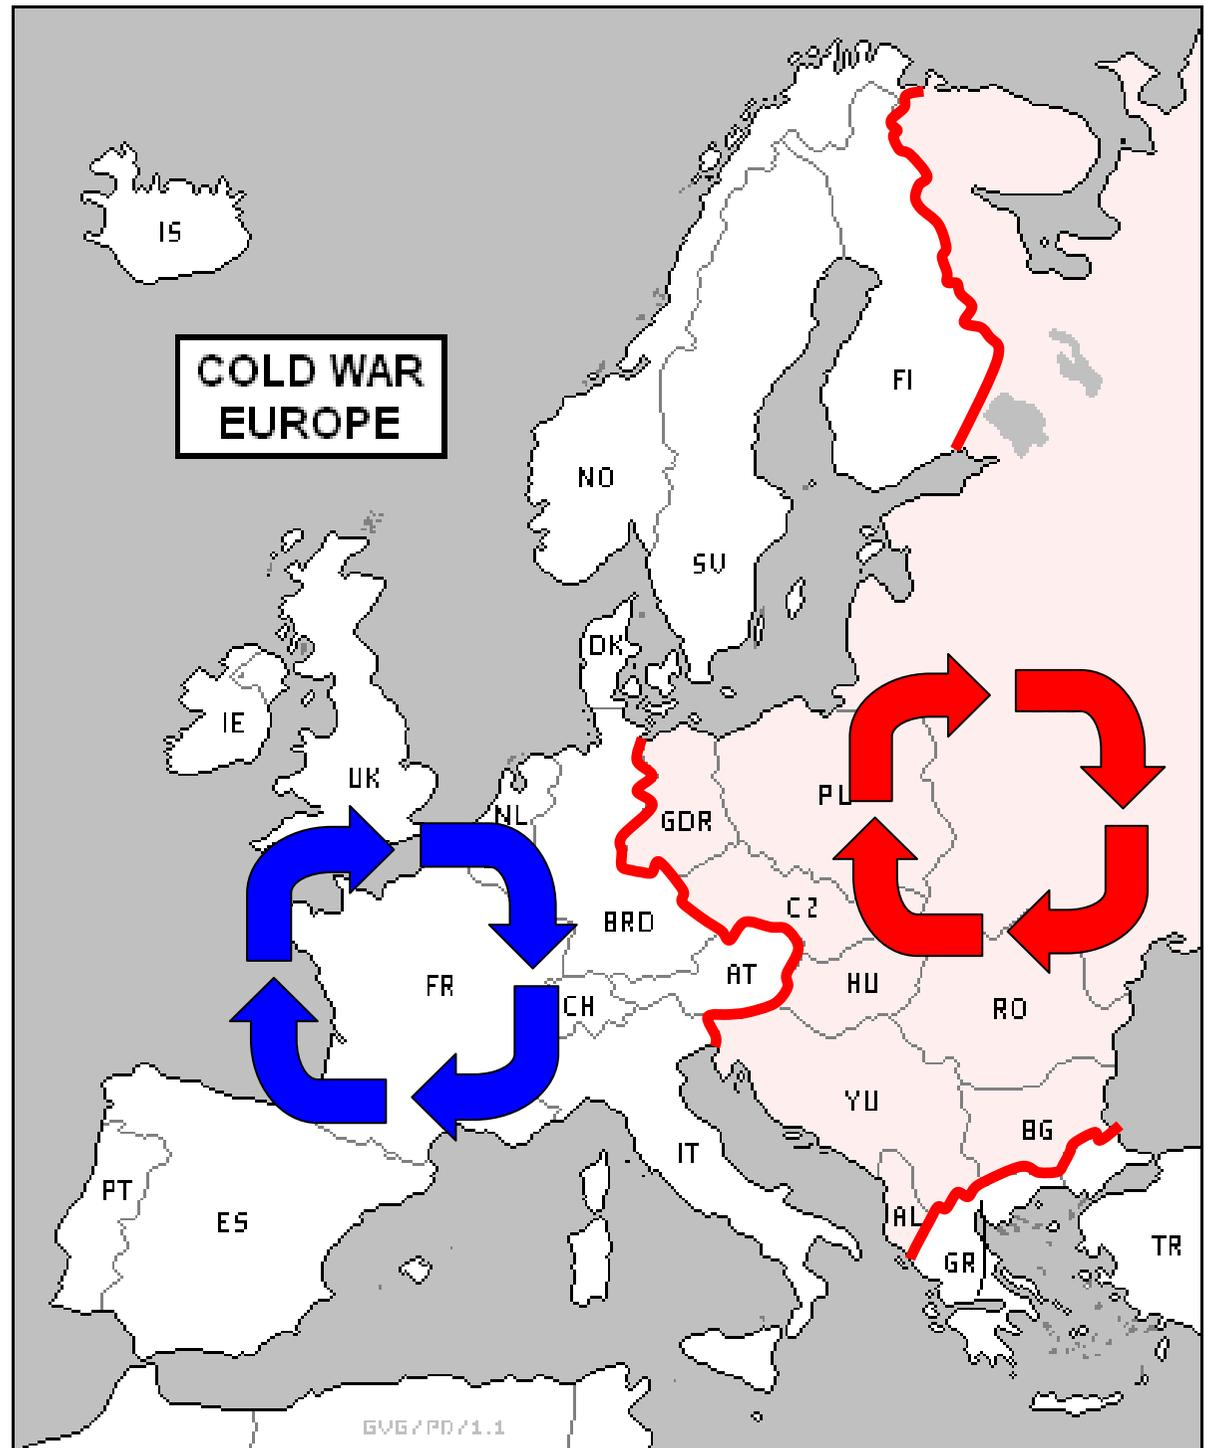 IS
COLD WAR
EUROPE
FI
NO
SV
DK
IE
UK
NL
PL
GDR
CZ
BRD
AT
FR
CH
HU
RO
YU
BG
IT
PT
ES
AL
GR
TR
GVG/PD/1.1